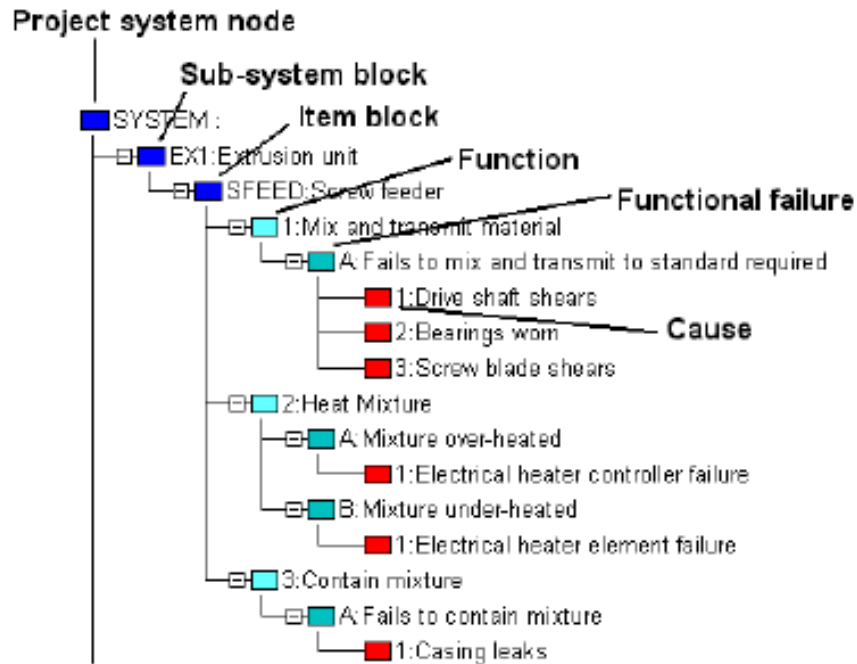 Project system node
Sub-system block
SYSTEM :
Item block
EX1:Extrusion unit
Function
SFEED:Screw feeder
Functional failure
1:Mix and transmit material
A:Fails to mix and transmit to standard required
1:Drive shaft shears
Cause
2:Bearings worn
3:Screw blade shears
2:Heat Mixture
A:Mixture over-heated
1:Electrical heater controller failure
B:Mixture under-heated
1:Electrical heater element failure
3:Contain mixture
A:Fails to contain mixture
1:Casing leaks